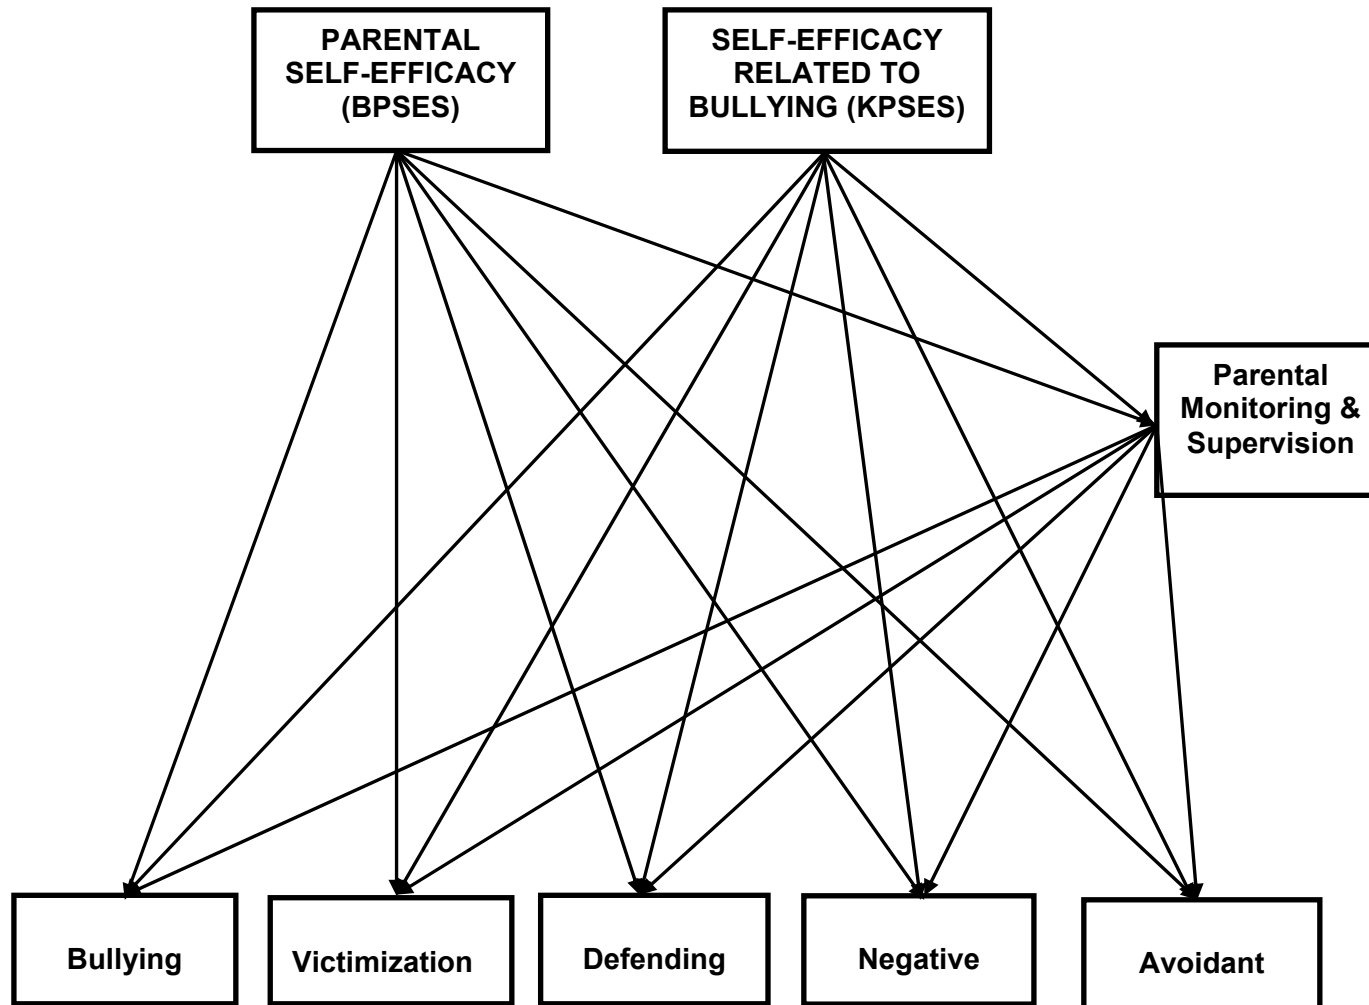 PARENTAL
SELF-EFFICACY
(BPSES)
SELF-EFFICACY
RELATED TO
BULLYING (KPSES)
Parental
Monitoring &
Supervision
Bullying
Victimization
Defending
Negative
Avoidant